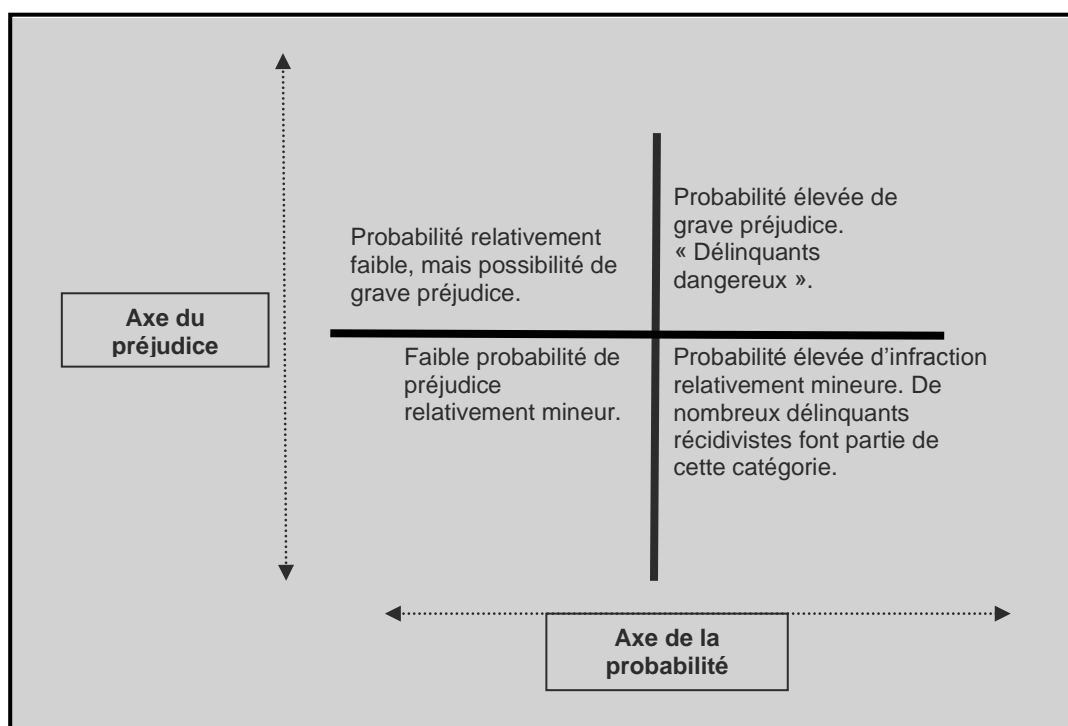 Probabilité élevée de
grave préjudice.
« Délinquants
dangereux ».
Probabilité relativement
faible, mais possibilité de
grave préjudice.
Axe du
préjudice
Faible probabilité de
préjudice
relativement mineur.
Probabilité élevée d'infraction
relativement mineure. De
nombreux délinquants
récidivistes font partie de
cette catégorie.
Axe de la
probabilité